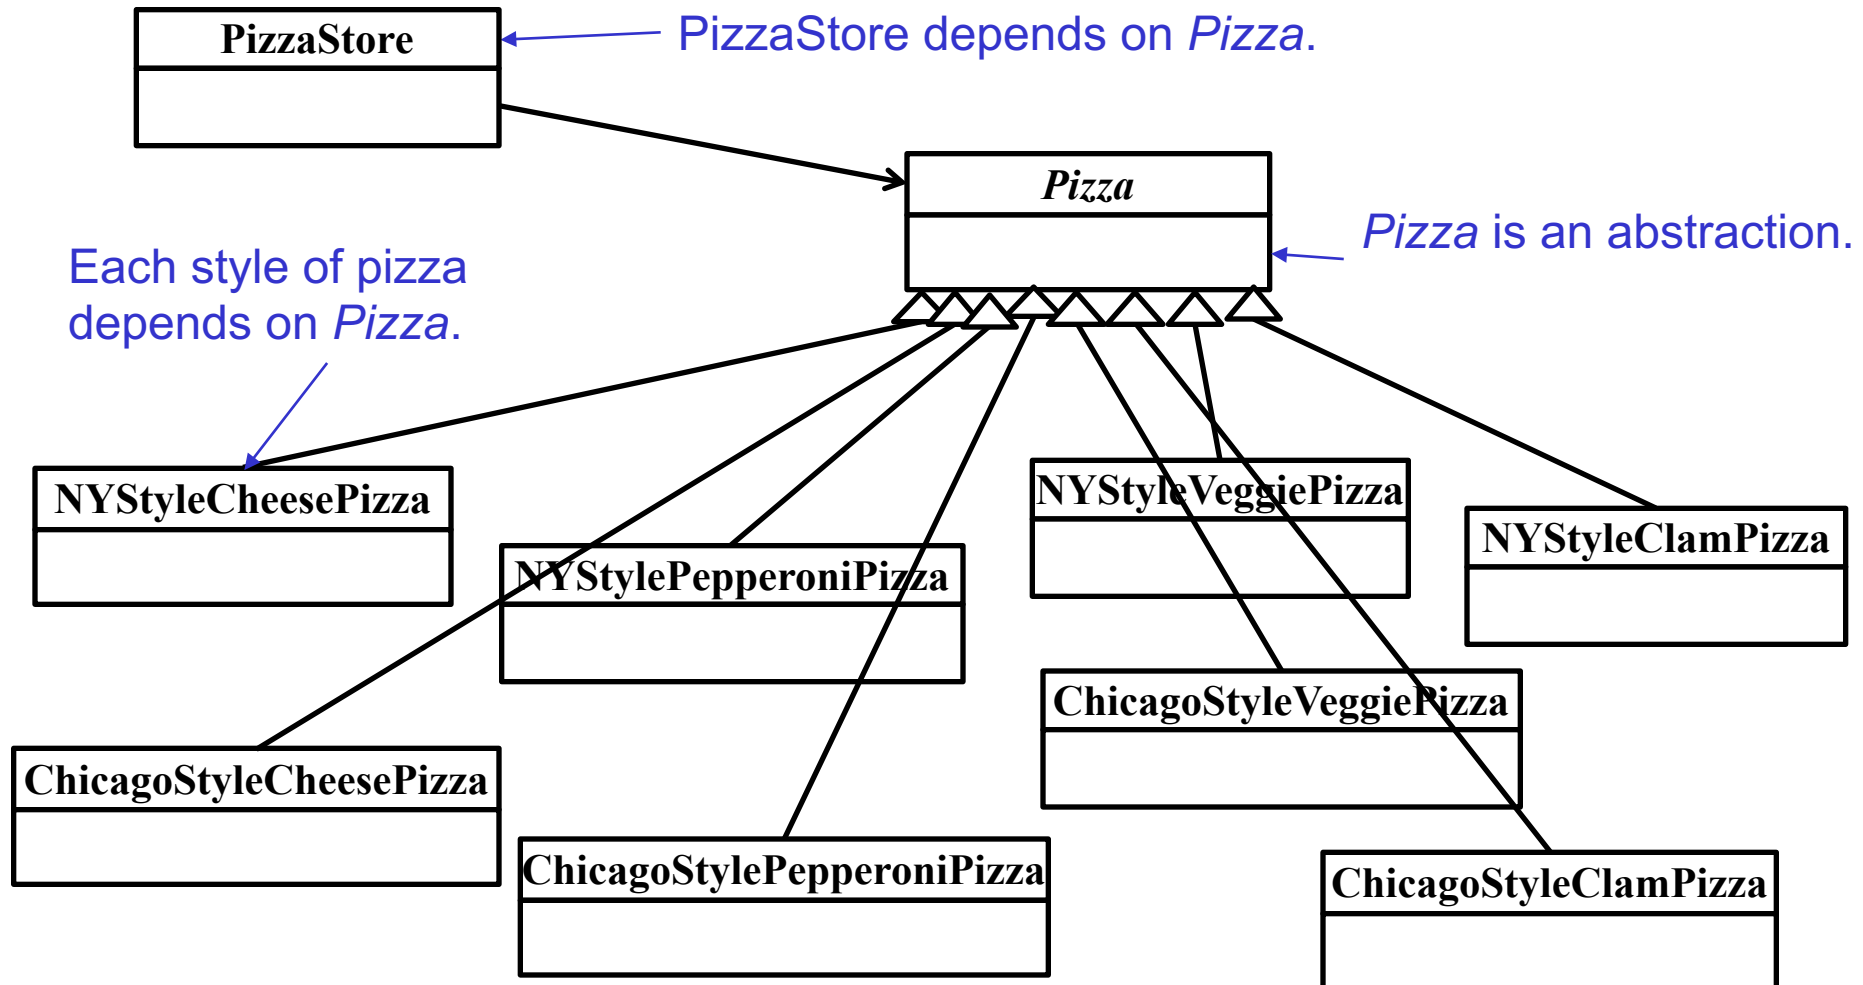 PizzaStore
PizzaStore depends on Pizza.
Pizza
Pizza is an abstraction.
Each style of pizza
depends on Pizza.
NYStyleCheesePizza
NYStyleVeggiePizza
NYStyleClamPizza
NYStylePepperoniPizza
ChicagoStyleVeggiePizza
ChicagoStyleCheesePizza
ChicagoStylePepperoniPizza
ChicagoStyleClamPizza